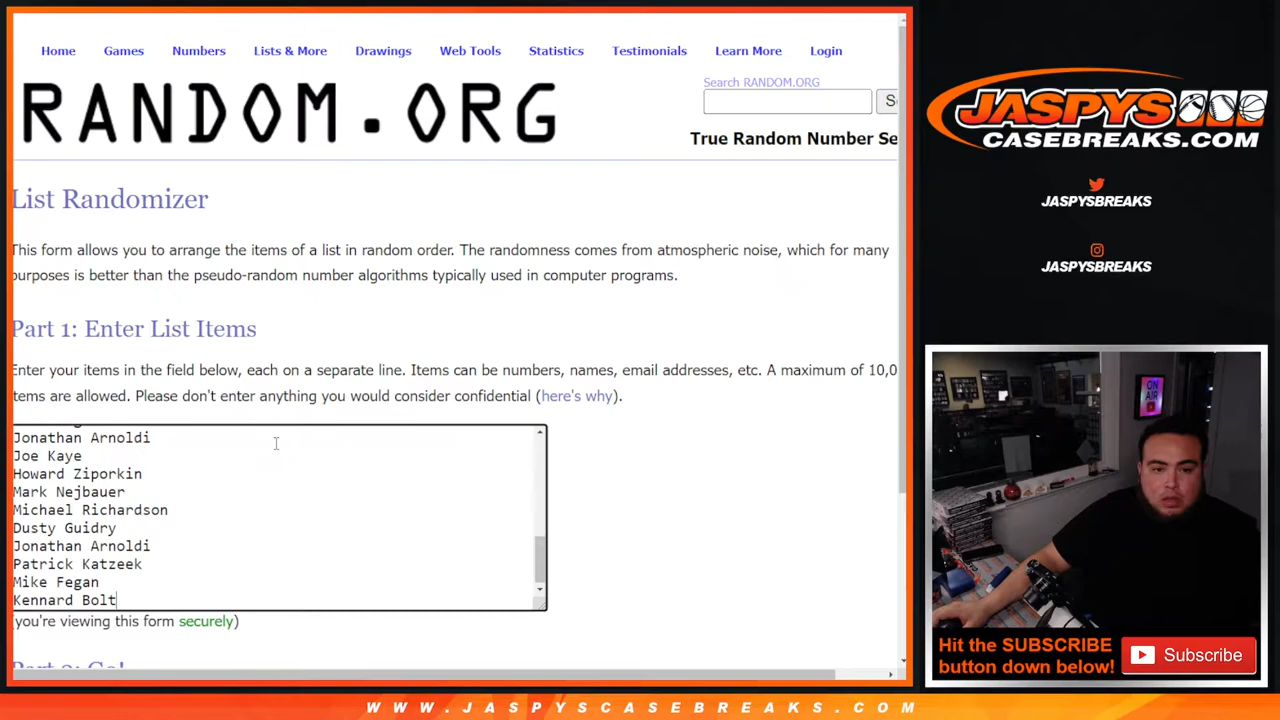 Home Games Numbers Lists & More Drawings Web Tools Statistics Testimonials Learn More Login
RANDOM.ORG
Search RANDOM.ORG
True Random Number Se
List Randomizer
This form allows you to arrange the items of a list in random order. The randomness comes from atmospheric noise, which for many
purposes is better than the pseudo-random number algorithms typically used in computer programs.
Part 1: Enter List Items
Enter your items in the field below, each on a separate line. Items can be numbers, names, email addresses, etc. A maximum of 10,0
items are allowed. Please don't enter anything you would consider confidential (here's why).
Jonathan Arnoldi
Joe Kaye
Howard Ziporkin
Mark Nejbauer
Michael Richardson
Dusty Guidry
Jonathan Arnoldi
Patrick Katzeek
Mike Fegan
Kennard Bolt
(you're viewing this form securely)
Part 2: Go!
JASPYS
CASEBREAKS.COM
JASPYSBREAKS
JASPYSBREAKS
ON AIR
Hit the SUBSCRIBE
button down below!
Subscribe
WWW.JASPYSCASEBREAKS.COM